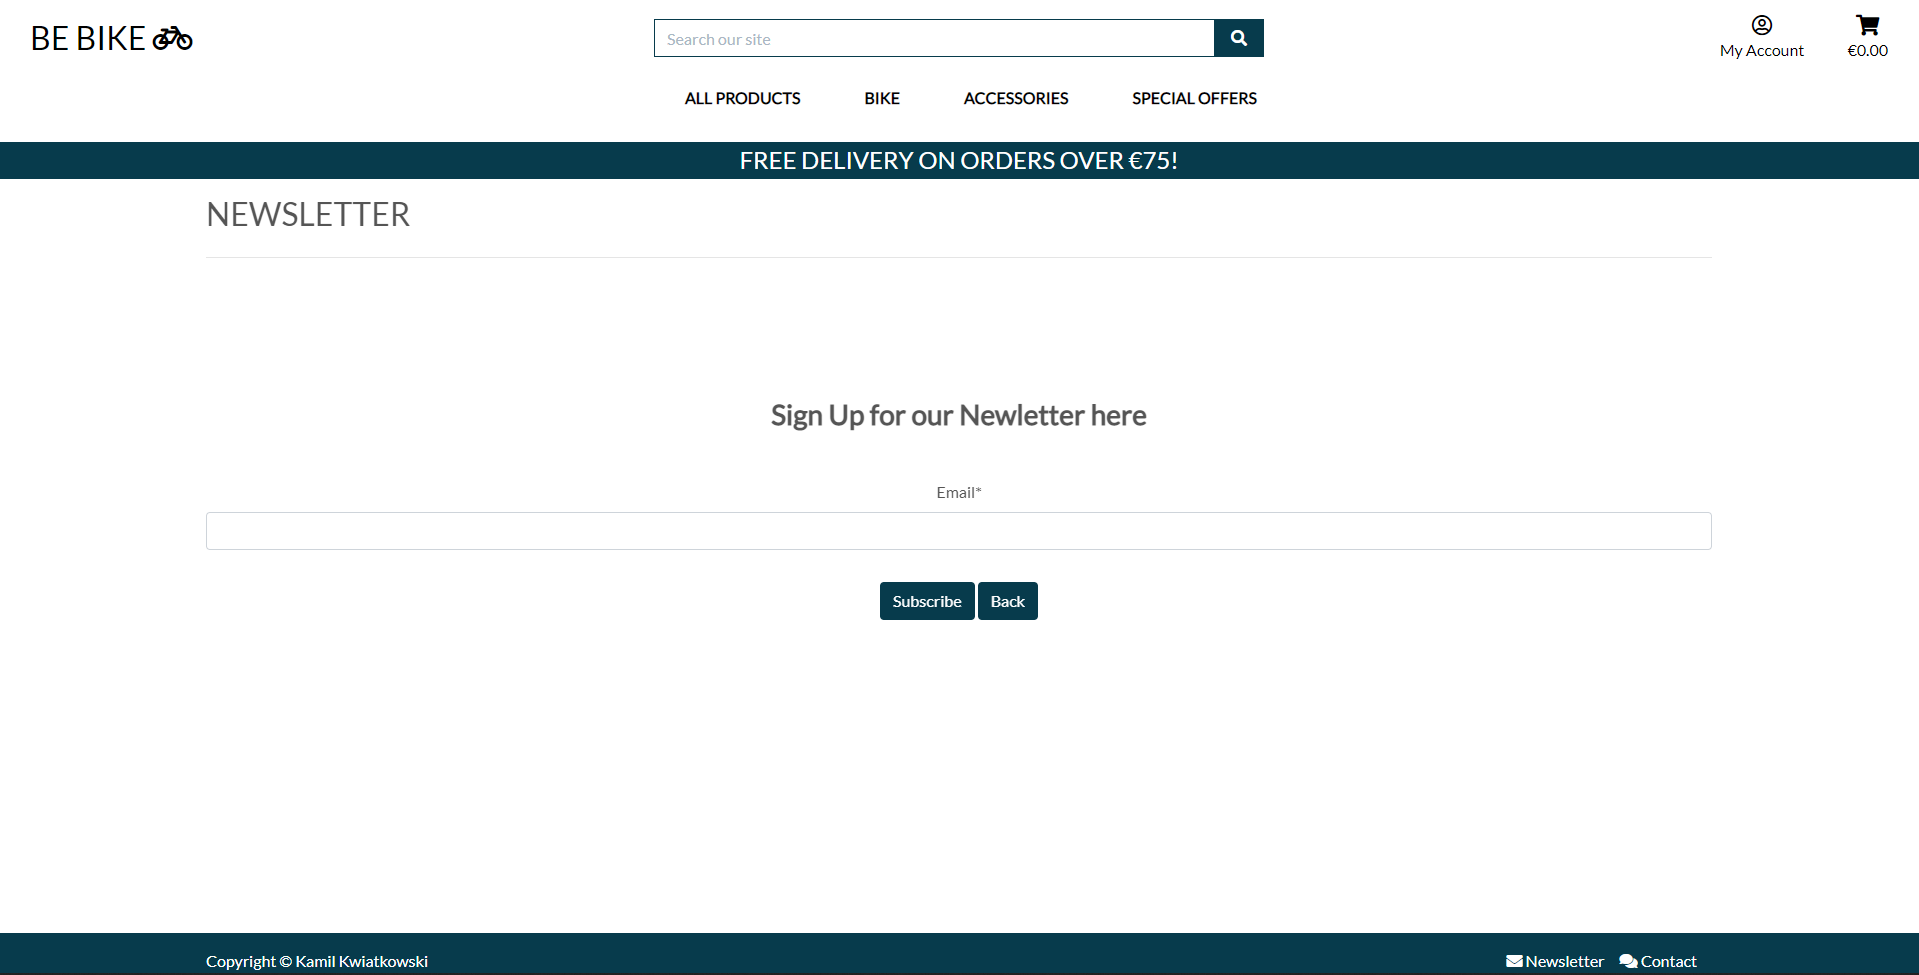 BE BIKE
Search our site
My Account
€0.00
ALL PRODUCTS BIKE ACCESSORIES SPECIAL OFFERS
FREE DELIVERY ON ORDERS OVER €75!
NEWSLETTER
Sign Up for our Newletter here
Email*
Subscribe Back
Copyright © Kamil Kwiatkowski
Newsletter Contact